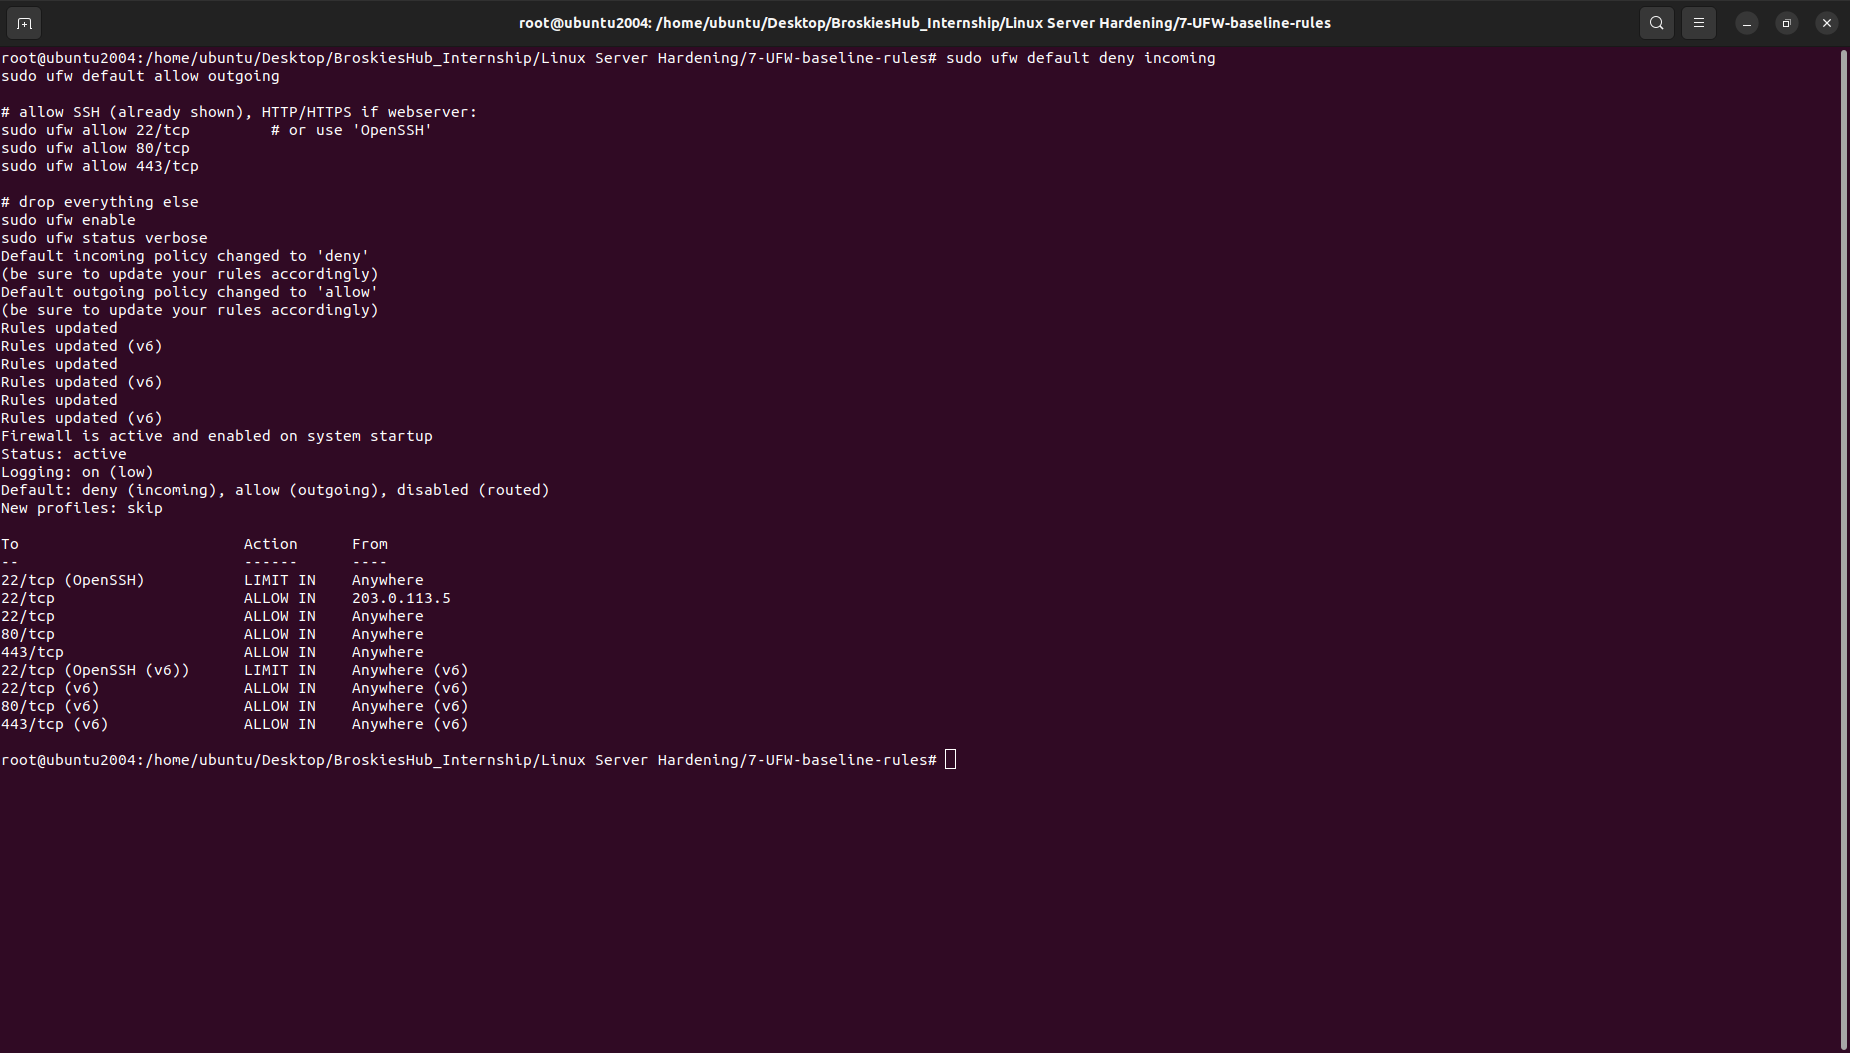 root@ubuntu2004: /home/ubuntu/Desktop/BroskiesHub_Internship/Linux Server Hardening/7-UFW-baseline-rules
root@ubuntu2004:/home/ubuntu/Desktop/BroskiesHub_Internship/Linux Server Hardening/7-UFW-baseline-rules# sudo ufw default deny incoming
sudo ufw default allow outgoing

# allow SSH (already shown), HTTP/HTTPS if webserver:
sudo ufw allow 22/tcp         # or use 'OpenSSH'
sudo ufw allow 80/tcp
sudo ufw allow 443/tcp

# drop everything else
sudo ufw enable
sudo ufw status verbose
Default incoming policy changed to 'deny'
(be sure to update your rules accordingly)
Default outgoing policy changed to 'allow'
(be sure to update your rules accordingly)
Rules updated
Rules updated (v6)
Rules updated
Rules updated (v6)
Rules updated
Rules updated (v6)
Firewall is active and enabled on system startup
Status: active
Logging: on (low)
Default: deny (incoming), allow (outgoing), disabled (routed)
New profiles: skip

To                         Action      From
--                         ------      ----
22/tcp (OpenSSH)           LIMIT IN    Anywhere
22/tcp                     ALLOW IN    203.0.113.5
22/tcp                     ALLOW IN    Anywhere
80/tcp                     ALLOW IN    Anywhere
443/tcp                    ALLOW IN    Anywhere
22/tcp (OpenSSH (v6))      LIMIT IN    Anywhere (v6)
22/tcp (v6)                ALLOW IN    Anywhere (v6)
80/tcp (v6)                ALLOW IN    Anywhere (v6)
443/tcp (v6)               ALLOW IN    Anywhere (v6)

root@ubuntu2004:/home/ubuntu/Desktop/BroskiesHub_Internship/Linux Server Hardening/7-UFW-baseline-rules#